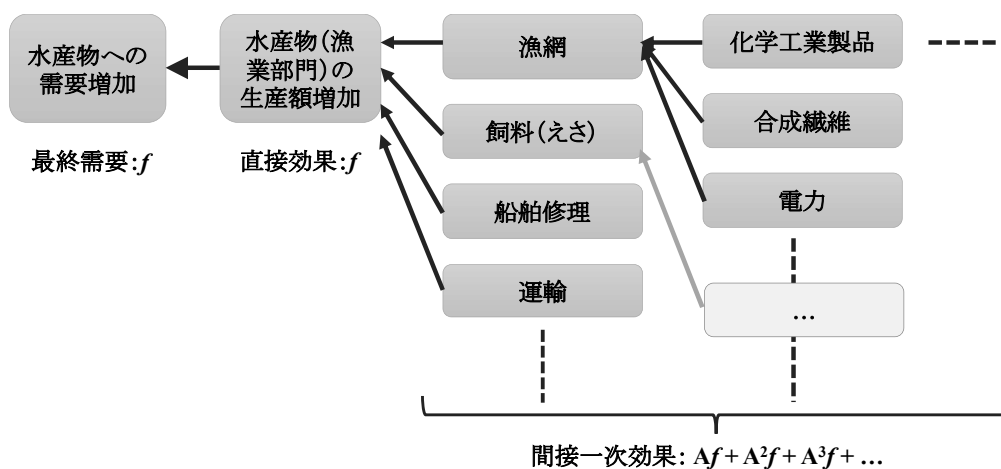 水産物への
需要増加
水産物（漁
業部門）の
生産額増加
漁網
化学工業製品
飼料（えさ）
合成繊維
最終需要：f
直接効果：f
船舶修理
電力
運輸
…
間接一次効果： Af + A²f + A³f + …